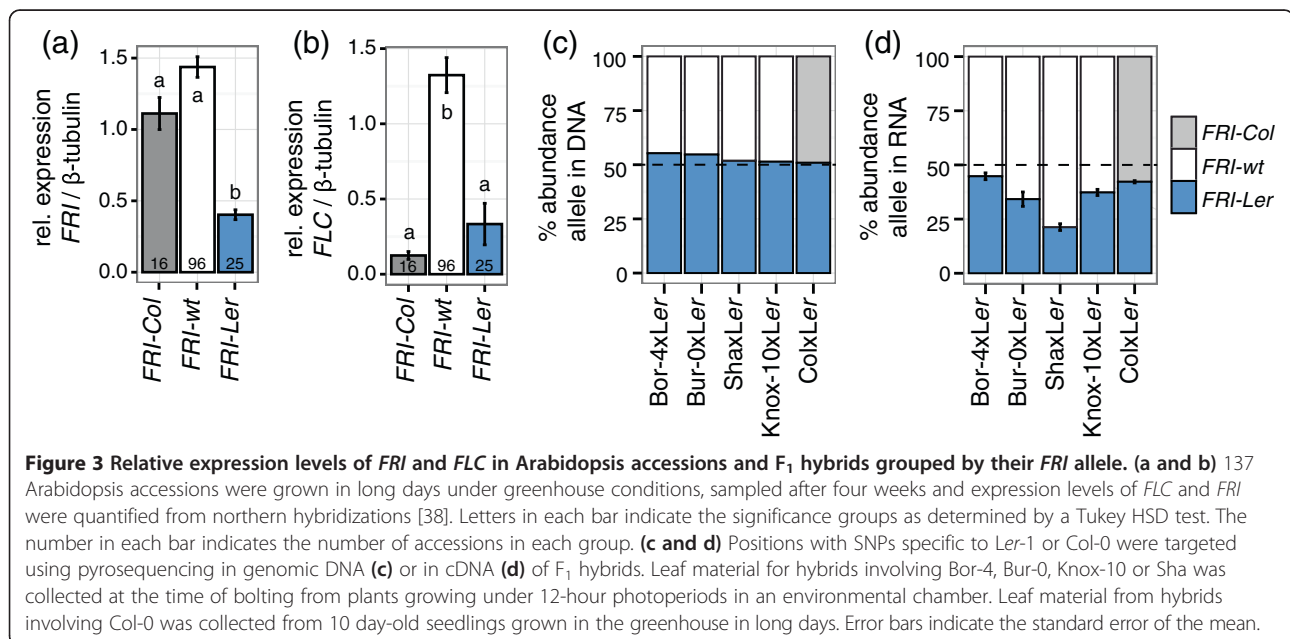 (a)
(b)
(c)
(d)
rel. expression
FRI / β-tubulin
1.5
1.0
0.5
0.0
a
a
b
16
96
25
FRI-Col
FRI-wt
FRI-Ler
rel. expression
FLC / β-tubulin
1.5
1.0
0.5
0.0
a
b
a
16
96
25
FRI-Col
FRI-wt
FRI-Ler
% abundance
allele in DNA
100
75
50
25
0
Bor-4xLer
Bur-0xLer
ShaxLer
Knox-10xLer
ColxLer
% abundance
allele in RNA
100
75
50
25
0
Bor-4xLer
Bur-0xLer
ShaxLer
Knox-10xLer
ColxLer
FRI-Col
FRI-wt
FRI-Ler
Figure 3 Relative expression levels of FRI and FLC in Arabidopsis accessions and F₁ hybrids grouped by their FRI allele. (a and b) 137
Arabidopsis accessions were grown in long days under greenhouse conditions, sampled after four weeks and expression levels of FLC and FRI
were quantified from northern hybridizations [38]. Letters in each bar indicate the significance groups as determined by a Tukey HSD test. The
number in each bar indicates the number of accessions in each group. (c and d) Positions with SNPs specific to Ler-1 or Col-0 were targeted
using pyrosequencing in genomic DNA (c) or in cDNA (d) of F₁ hybrids. Leaf material for hybrids involving Bor-4, Bur-0, Knox-10 or Sha was
collected at the time of bolting from plants growing under 12-hour photoperiods in an environmental chamber. Leaf material from hybrids
involving Col-0 was collected from 10 day-old seedlings grown in the greenhouse in long days. Error bars indicate the standard error of the mean.